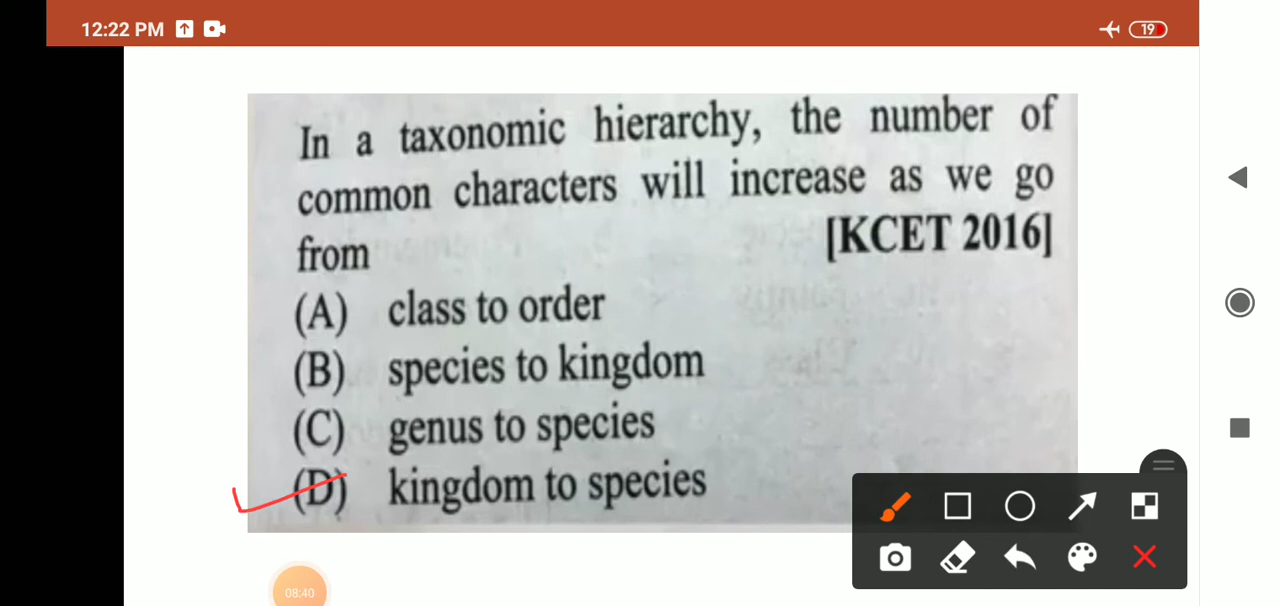 12:22 PM
19
In a taxonomic hierarchy, the number of
common characters will increase as we go
from [KCET 2016]
(A) class to order
(B) species to kingdom
(C) genus to species
(D) kingdom to species
08:40